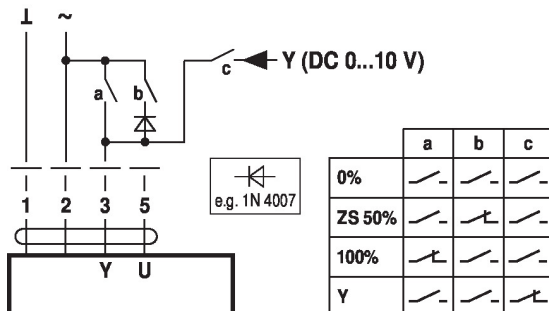 ⊥ ~
c Y (DC 0...10 V)
a b
a b c
0%
e.g. 1N 4007
1 2 3 5
ZS 50%
100%
Y U
Y